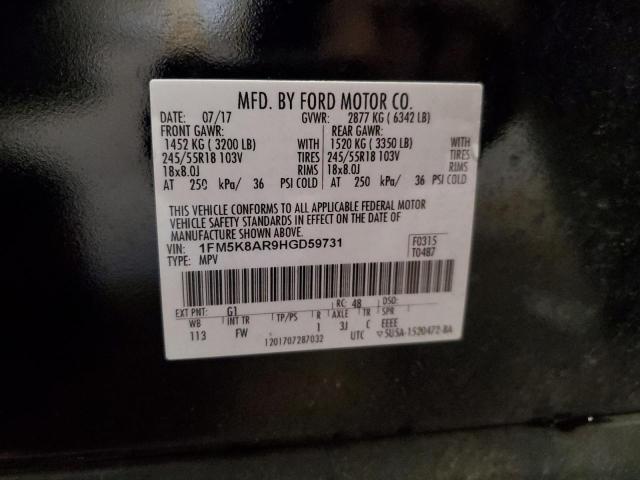 MFD. BY FORD MOTOR CO.
DATE: 07/17 GVWR: 2877 KG ( 6342 LB)
FRONT GAWR: REAR GAWR:
1452 KG ( 3200 LB) WITH 1520 KG ( 3350 LB) WITH
245/55R18 103V TIRES 245/55R18 103V TIRES
18x8.0J RIMS 18x8.0J RIMS
AT 250 kPa/ 36 PSI COLD AT 250 kPa/ 36 PSI COLD
THIS VEHICLE CONFORMS TO ALL APPLICABLE FEDERAL MOTOR
VEHICLE SAFETY STANDARDS IN EFFECT ON THE DATE OF
MANUFACTURE SHOWN ABOVE.
VIN: 1FM5K8AR9HGD59731 F0315
TYPE: MPV T0487
EXT PNT: G1 RC: 48 DSO:
WB INT TR TP/PS R AXLE TR SPR
113 FW 1 3J C EEEE
1201707287032 UTC ▽5USA-1520472-BA